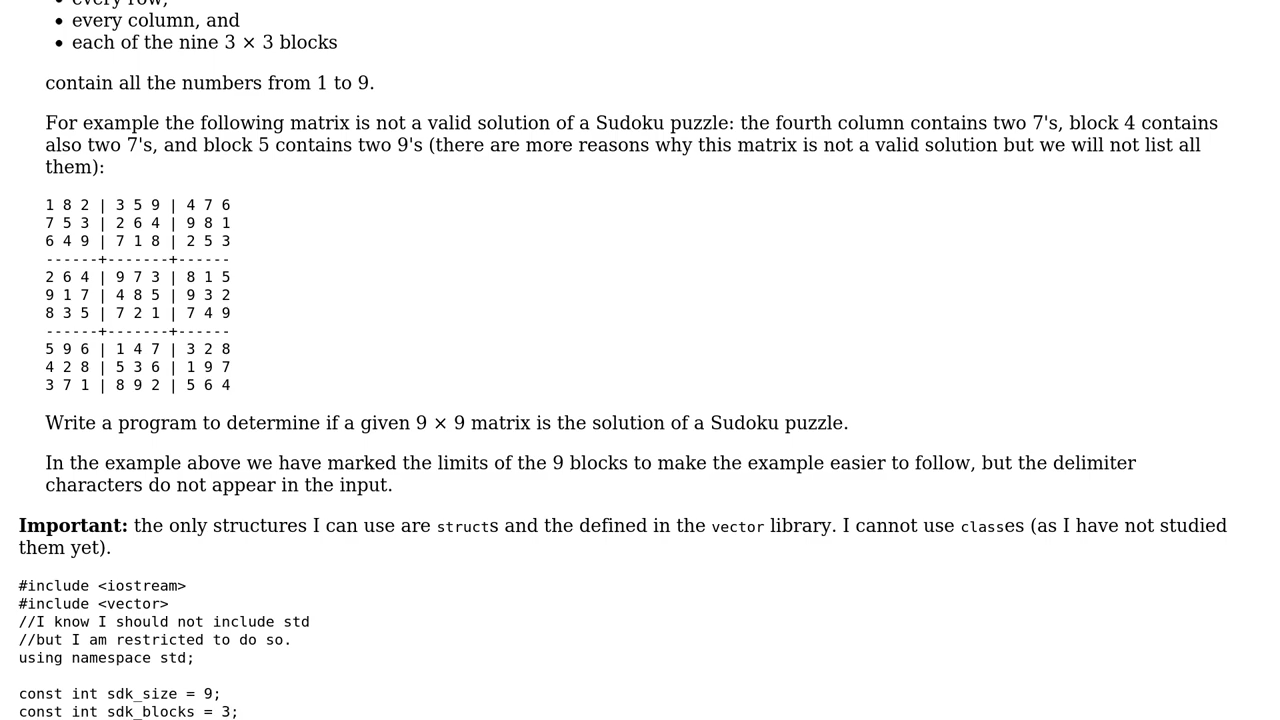 • every row,
• every column, and
• each of the nine 3 × 3 blocks
contain all the numbers from 1 to 9.
For example the following matrix is not a valid solution of a Sudoku puzzle: the fourth column contains two 7's, block 4 contains
also two 7's, and block 5 contains two 9's (there are more reasons why this matrix is not a valid solution but we will not list all
them):
1 8 2 | 3 5 9 | 4 7 6
7 5 3 | 2 6 4 | 9 8 1
6 4 9 | 7 1 8 | 2 5 3
------+-------+------
2 6 4 | 9 7 3 | 8 1 5
9 1 7 | 4 8 5 | 9 3 2
8 3 5 | 7 2 1 | 7 4 9
------+-------+------
5 9 6 | 1 4 7 | 3 2 8
4 2 8 | 5 3 6 | 1 9 7
3 7 1 | 8 9 2 | 5 6 4
Write a program to determine if a given 9 × 9 matrix is the solution of a Sudoku puzzle.
In the example above we have marked the limits of the 9 blocks to make the example easier to follow, but the delimiter
characters do not appear in the input.
Important: the only structures I can use are structs and the defined in the vector library. I cannot use classes (as I have not studied
them yet).
#include <iostream>
#include <vector>
//I know I should not include std
//but I am restricted to do so.
using namespace std;
const int sdk_size = 9;
const int sdk_blocks = 3;